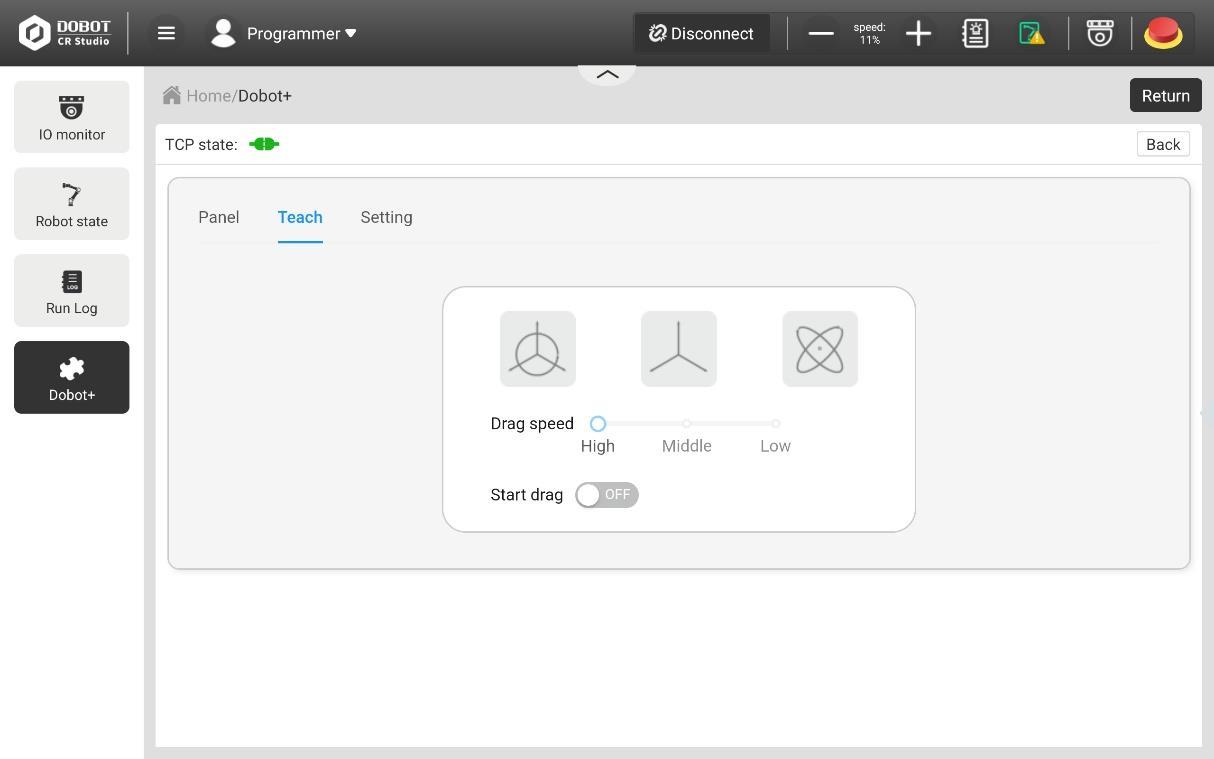 DOBOT
CR Studio
Programmer
Disconnect
speed:
11%
IO monitor
Robot state
LOG
Run Log
Dobot+
Home/Dobot+
Return
TCP state:
Back
Panel
Teach
Setting
Drag speed
High
Middle
Low
Start drag
OFF